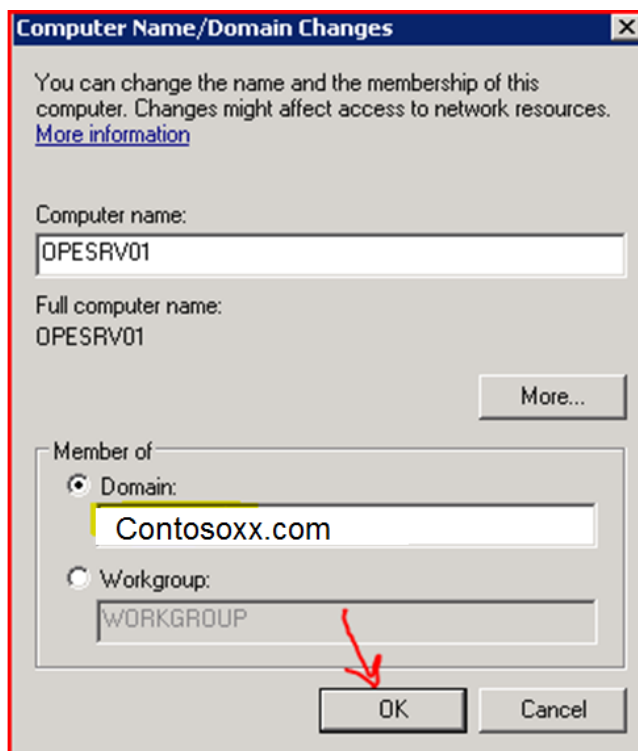 Computer Name/Domain Changes
You can change the name and the membership of this
computer. Changes might affect access to network resources.
More information
Computer name:
OPESRV01
Full computer name:
OPESRV01
More...
Member of
Domain:
Contosoxx.com
Workgroup:
WORKGROUP
OK
Cancel